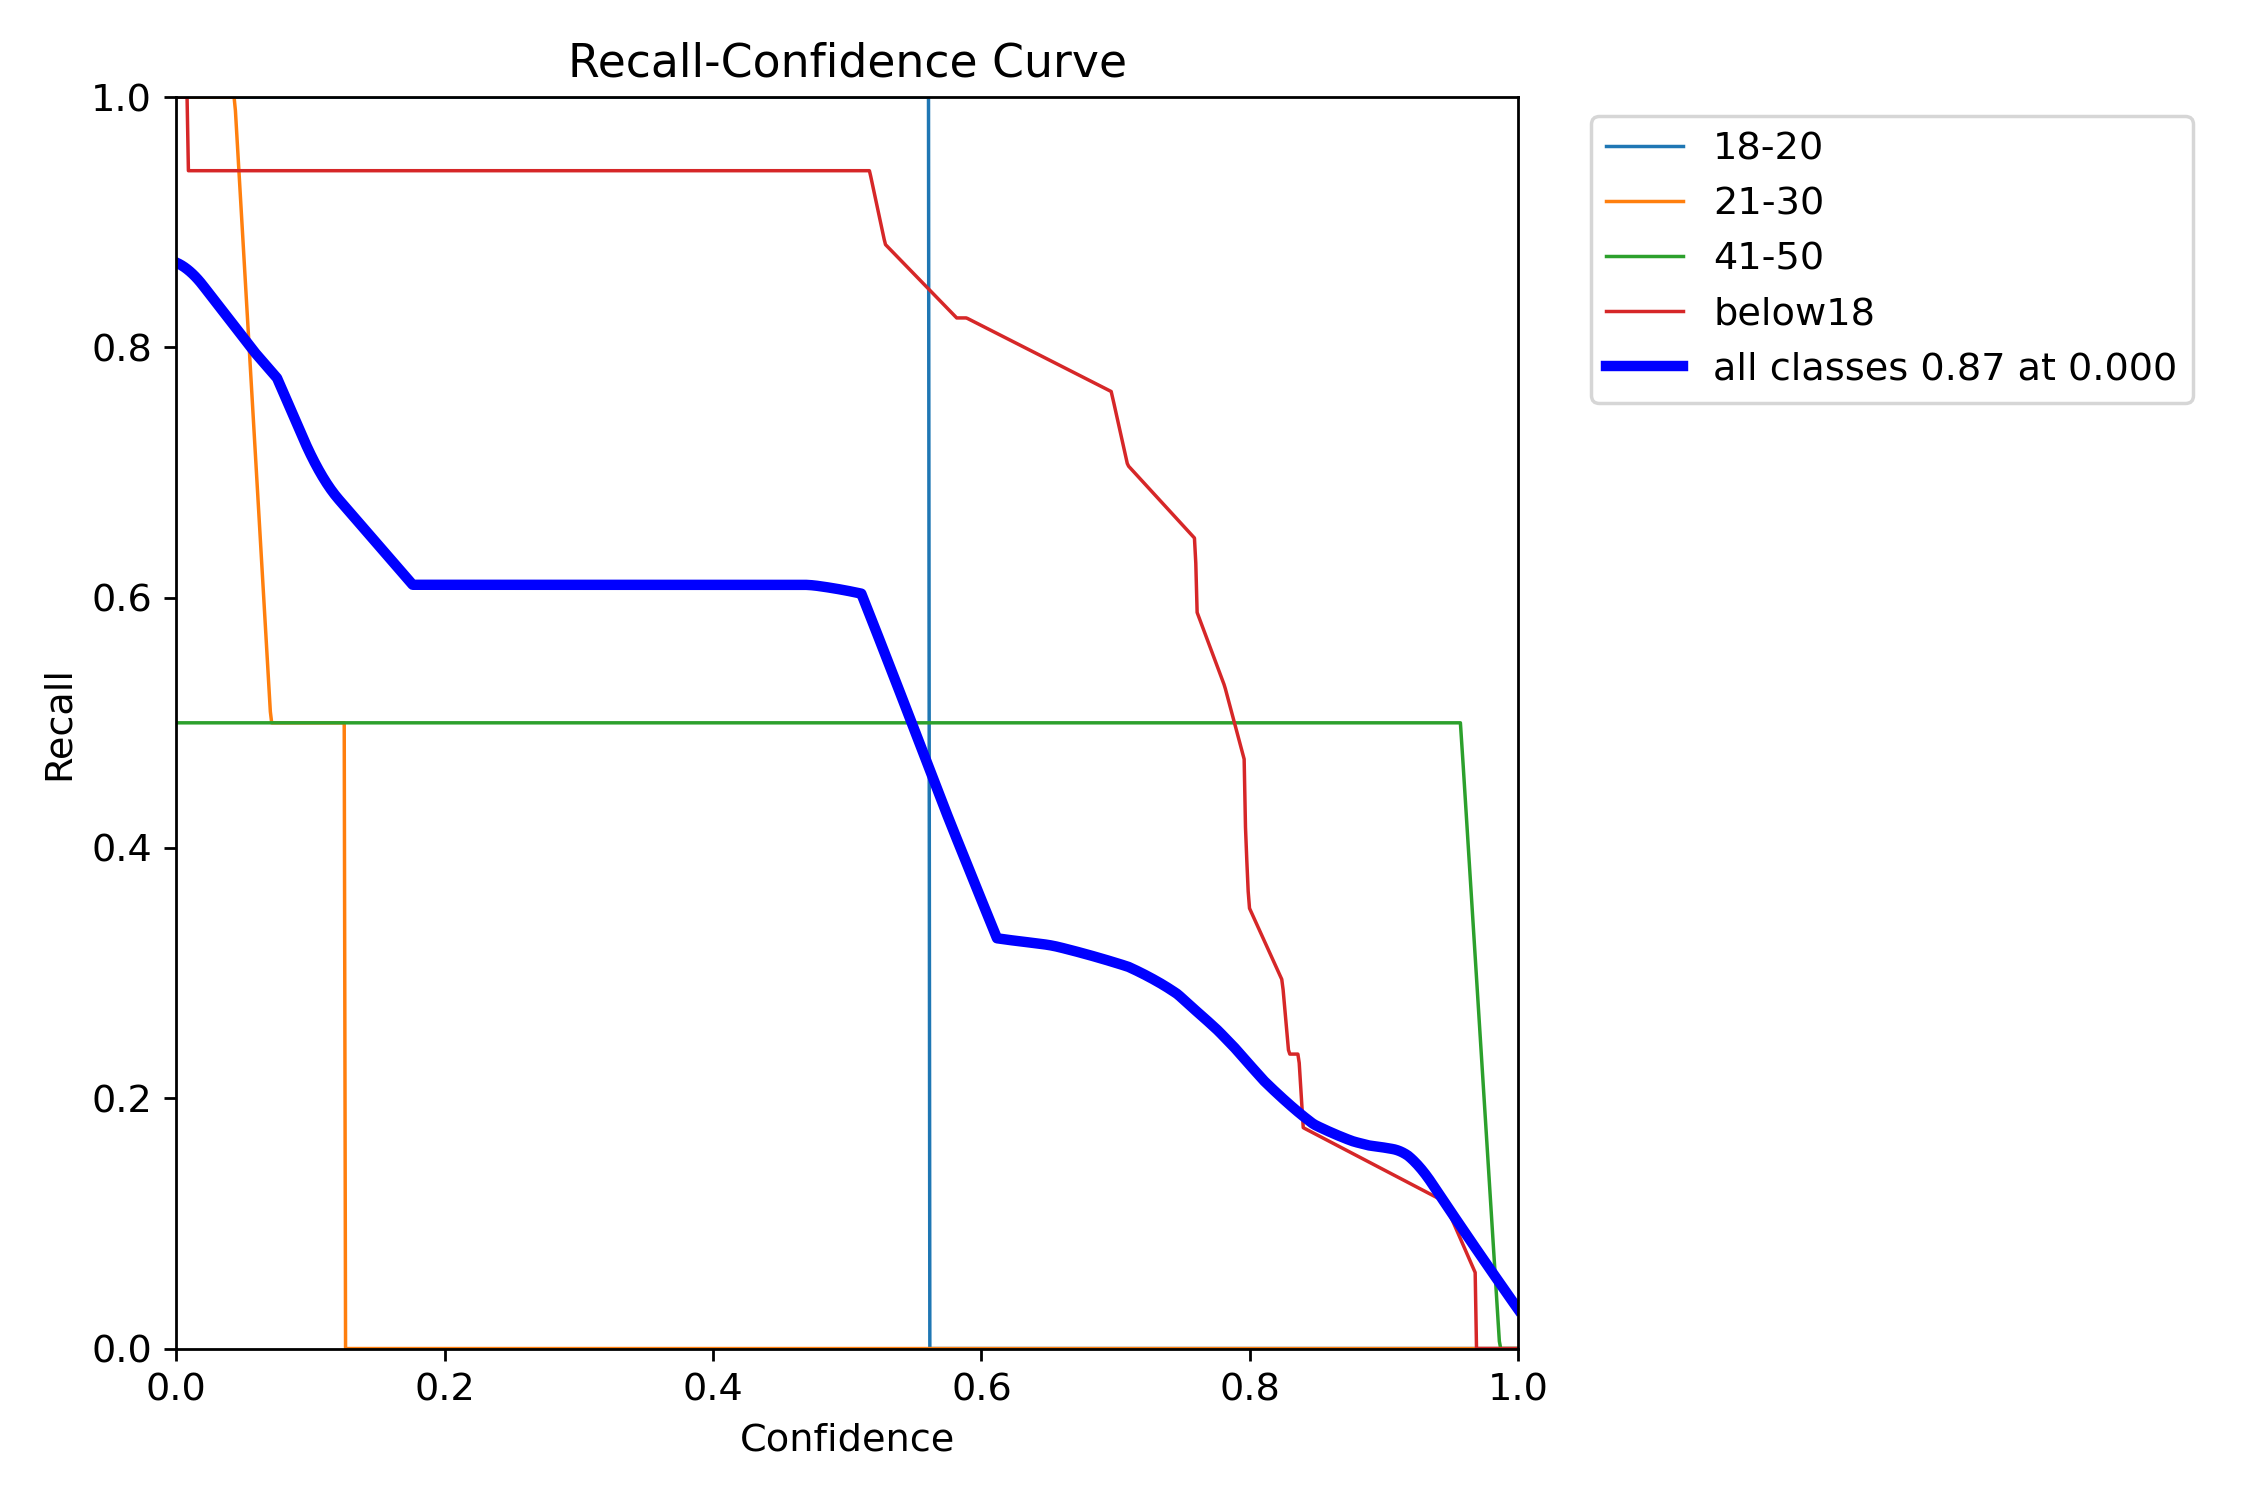 Recall-Confidence Curve
1.0
0.8
0.6
0.4
0.2
0.0
Recall
0.0 0.2 0.4 0.6 0.8 1.0
Confidence
18-20
21-30
41-50
below18
all classes 0.87 at 0.000